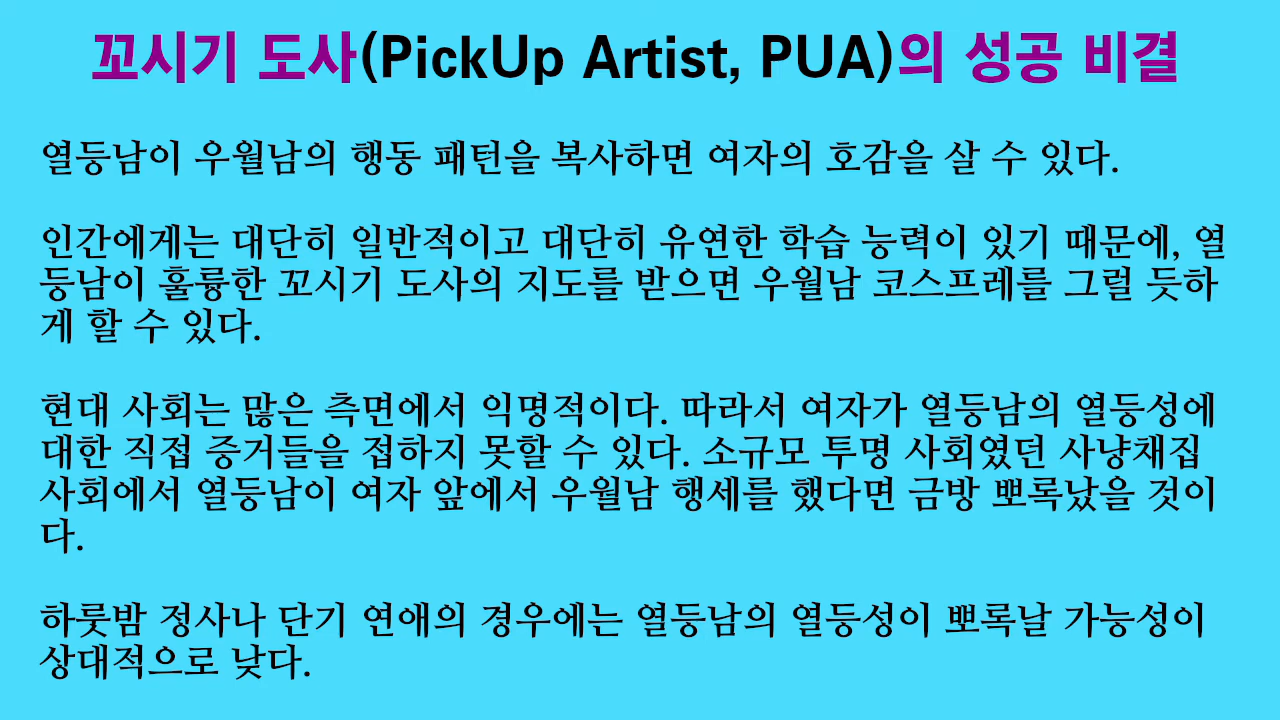 꼬시기 도사(PickUp Artist, PUA)의 성공 비결
열등남이 우월남의 행동 패턴을 복사하면 여자의 호감을 살 수 있다.
인간에게는 대단히 일반적이고 대단히 유연한 학습 능력이 있기 때문에, 열
등남이 훌륭한 꼬시기 도사의 지도를 받으면 우월남 코스프레를 그럴 듯하
게 할 수 있다.
현대 사회는 많은 측면에서 익명적이다. 따라서 여자가 열등남의 열등성에
대한 직접 증거들을 접하지 못할 수 있다. 소규모 투명 사회였던 사냥채집
사회에서 열등남이 여자 앞에서 우월남 행세를 했다면 금방 뽀록났을 것이
다.
하룻밤 정사나 단기 연애의 경우에는 열등남의 열등성이 뽀록날 가능성이
상대적으로 낮다.